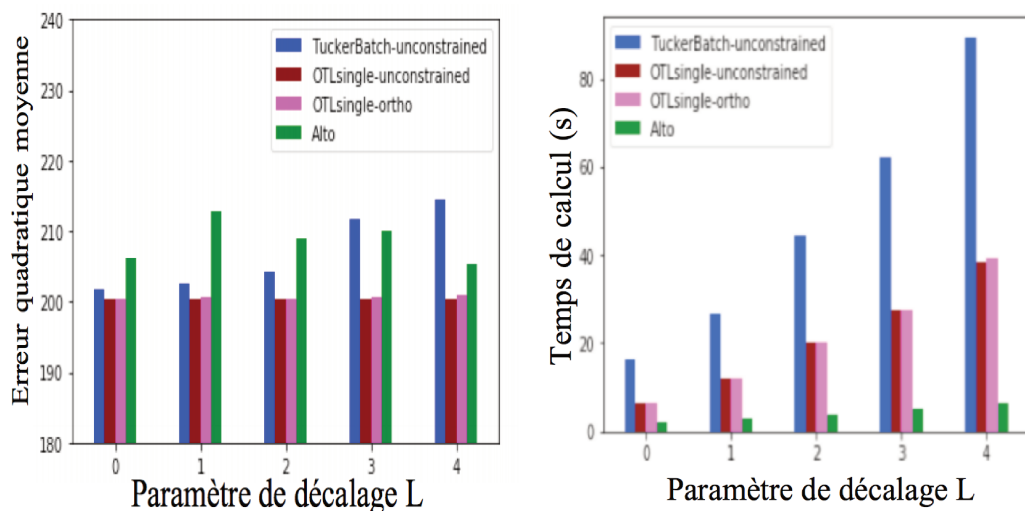 Erreur quadratique moyenne
240
230
220
210
200
190
180
TuckerBatch-unconstrained
OTLsingle-unconstrained
OTLsingle-ortho
Alto
0 1 2 3 4
Paramètre de décalage L
Temps de calcul (s)
80
60
40
20
0
TuckerBatch-unconstrained
OTLsingle-unconstrained
OTLsingle-ortho
Alto
0 1 2 3 4
Paramètre de décalage L